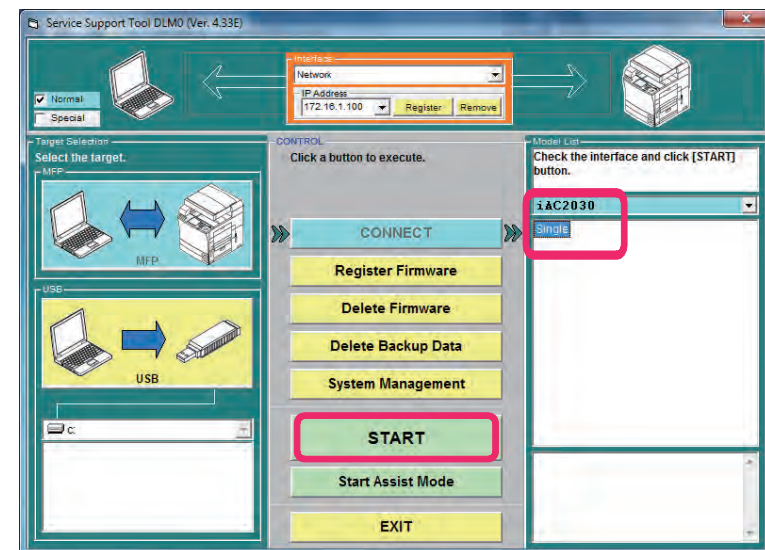 Service Support Tool DLM0 (Ver. 4.33E)
Interface
Network
IP Address
172.16.1.100
Register
Remove
Normal
Special
Target Selection
Select the target.
MFP
MFP
USB
USB
c:
CONTROL
Click a button to execute.
CONNECT
Register Firmware
Delete Firmware
Delete Backup Data
System Management
START
Start Assist Mode
EXIT
Model List
Check the interface and click [START]
button.
iAC2030
Single